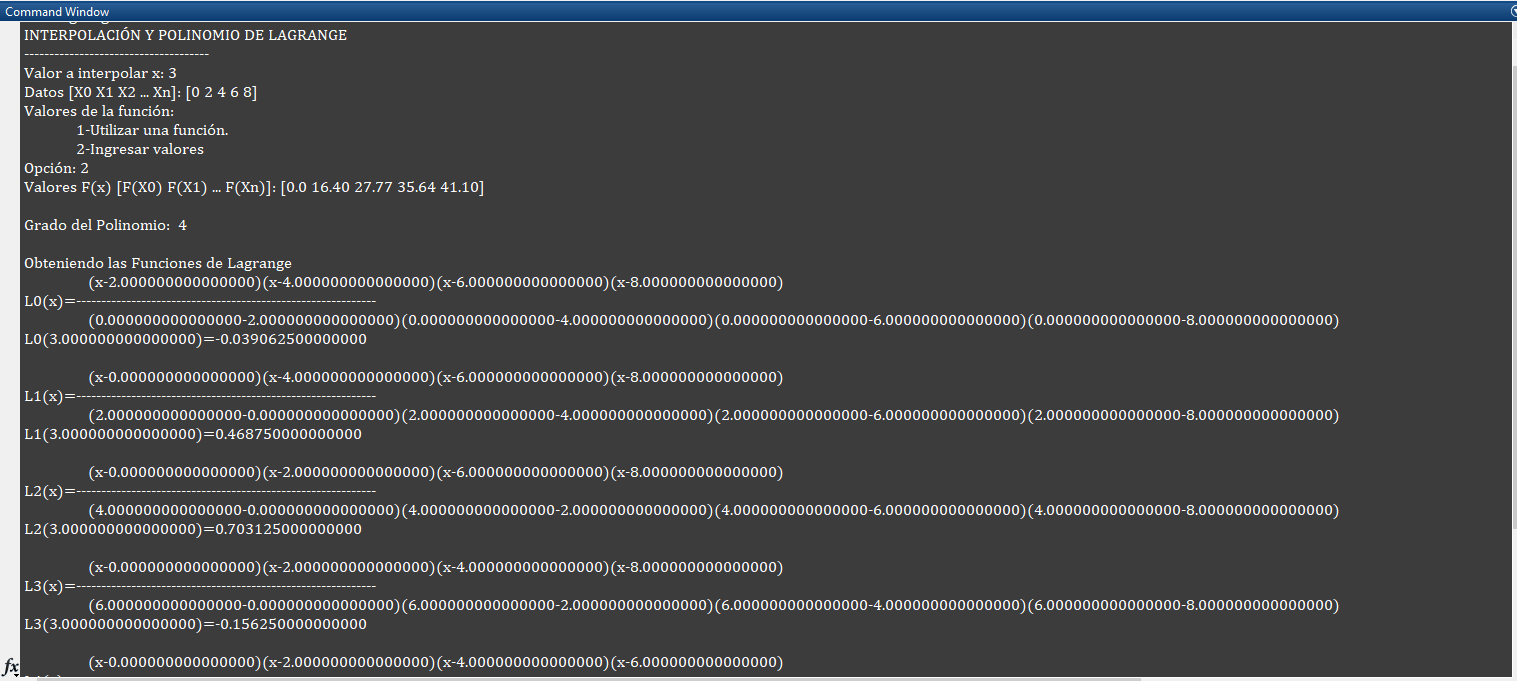 Command Window
INTERPOLACIÓN Y POLINOMIO DE LAGRANGE
-------------------------------------
Valor a interpolar x: 3
Datos [X0 X1 X2 ... Xn]: [0 2 4 6 8]
Valores de la función:
1-Utilizar una función.
2-Ingresar valores
Opción: 2
Valores F(x) [F(X0) F(X1) ... F(Xn)]: [0.0 16.40 27.77 35.64 41.10]
Grado del Polinomio:  4
Obteniendo las Funciones de Lagrange
(x-2.000000000000000)(x-4.000000000000000)(x-6.000000000000000)(x-8.000000000000000)
L0(x)=------------------------------------------------------------
(0.000000000000000-2.000000000000000)(0.000000000000000-4.000000000000000)(0.000000000000000-6.000000000000000)(0.000000000000000-8.000000000000000)
L0(3.000000000000000)=-0.039062500000000
(x-0.000000000000000)(x-4.000000000000000)(x-6.000000000000000)(x-8.000000000000000)
L1(x)=------------------------------------------------------------
(2.000000000000000-0.000000000000000)(2.000000000000000-4.000000000000000)(2.000000000000000-6.000000000000000)(2.000000000000000-8.000000000000000)
L1(3.000000000000000)=0.468750000000000
(x-0.000000000000000)(x-2.000000000000000)(x-6.000000000000000)(x-8.000000000000000)
L2(x)=------------------------------------------------------------
(4.000000000000000-0.000000000000000)(4.000000000000000-2.000000000000000)(4.000000000000000-6.000000000000000)(4.000000000000000-8.000000000000000)
L2(3.000000000000000)=0.703125000000000
(x-0.000000000000000)(x-2.000000000000000)(x-4.000000000000000)(x-8.000000000000000)
L3(x)=------------------------------------------------------------
(6.000000000000000-0.000000000000000)(6.000000000000000-2.000000000000000)(6.000000000000000-4.000000000000000)(6.000000000000000-8.000000000000000)
L3(3.000000000000000)=-0.156250000000000
(x-0.000000000000000)(x-2.000000000000000)(x-4.000000000000000)(x-6.000000000000000)
fx